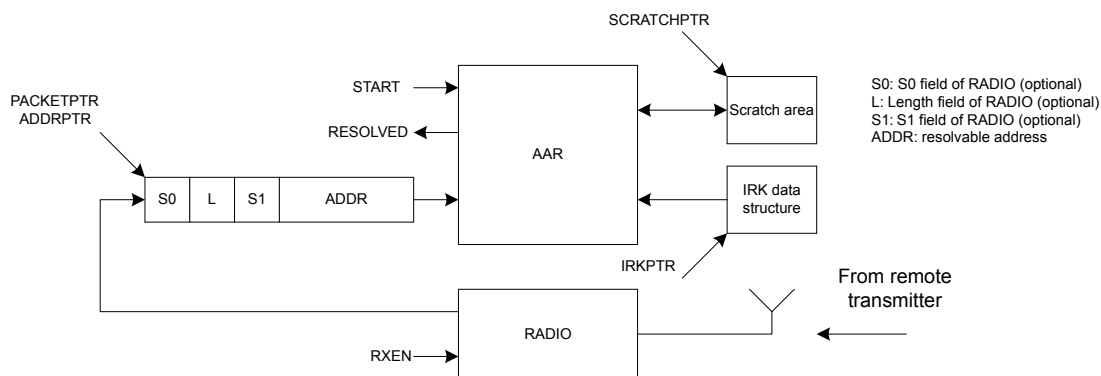 SCRATCHPTR
START
RESOLVED
AAR
Scratch area
S0: S0 field of RADIO (optional)
L: Length field of RADIO (optional)
S1: S1 field of RADIO (optional)
ADDR: resolvable address
PACKETPTR
ADDRPTR
S0
L
S1
ADDR
IRK data
structure
IRKPTR
From remote
transmitter
RADIO
RXEN